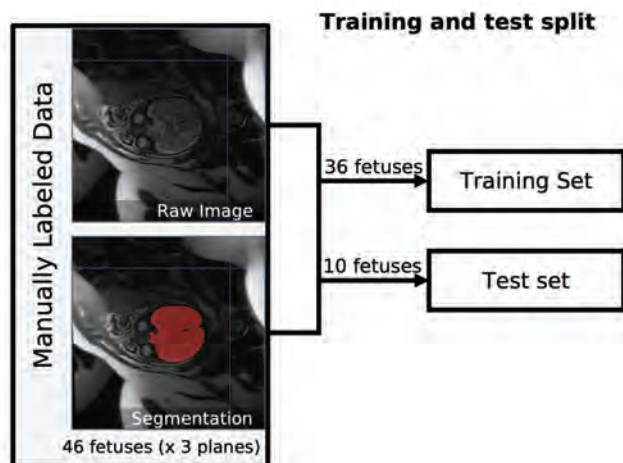 Training and test split
Manually Labeled Data
Raw Image
Segmentation
46 fetuses (x 3 planes)
36 fetuses
Training Set
10 fetuses
Test set